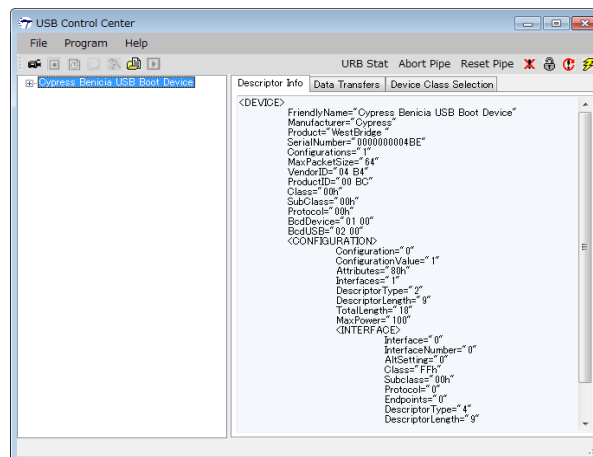 USB Control Center
File Program Help
URB Stat Abort Pipe Reset Pipe
Cypress Benicia USB Boot Device
Descriptor Info Data Transfers Device Class Selection
<DEVICE>
FriendlyName="Cypress Benicia USB Boot Device"
Manufacturer="Cypress"
Product="WestBridge "
SerialNumber="0000000004BE"
Configurations="1"
MaxPacketSize="64"
VendorID="04 B4"
ProductID="00 BC"
Class="00h"
SubClass="00h"
Protocol="00h"
BcdDevice="01 00"
BcdUSB="02 00"
<CONFIGURATION>
Configuration="0"
ConfigurationValue="1"
Attributes="80h"
Interfaces="1"
DescriptorType="2"
DescriptorLength="9"
TotalLength="18"
MaxPower="100"
<INTERFACE>
Interface="0"
InterfaceNumber="0"
AltSetting="0"
Class="FFh"
Subclass="00h"
Protocol="0"
Endpoints="0"
DescriptorType="4"
DescriptorLength="9"